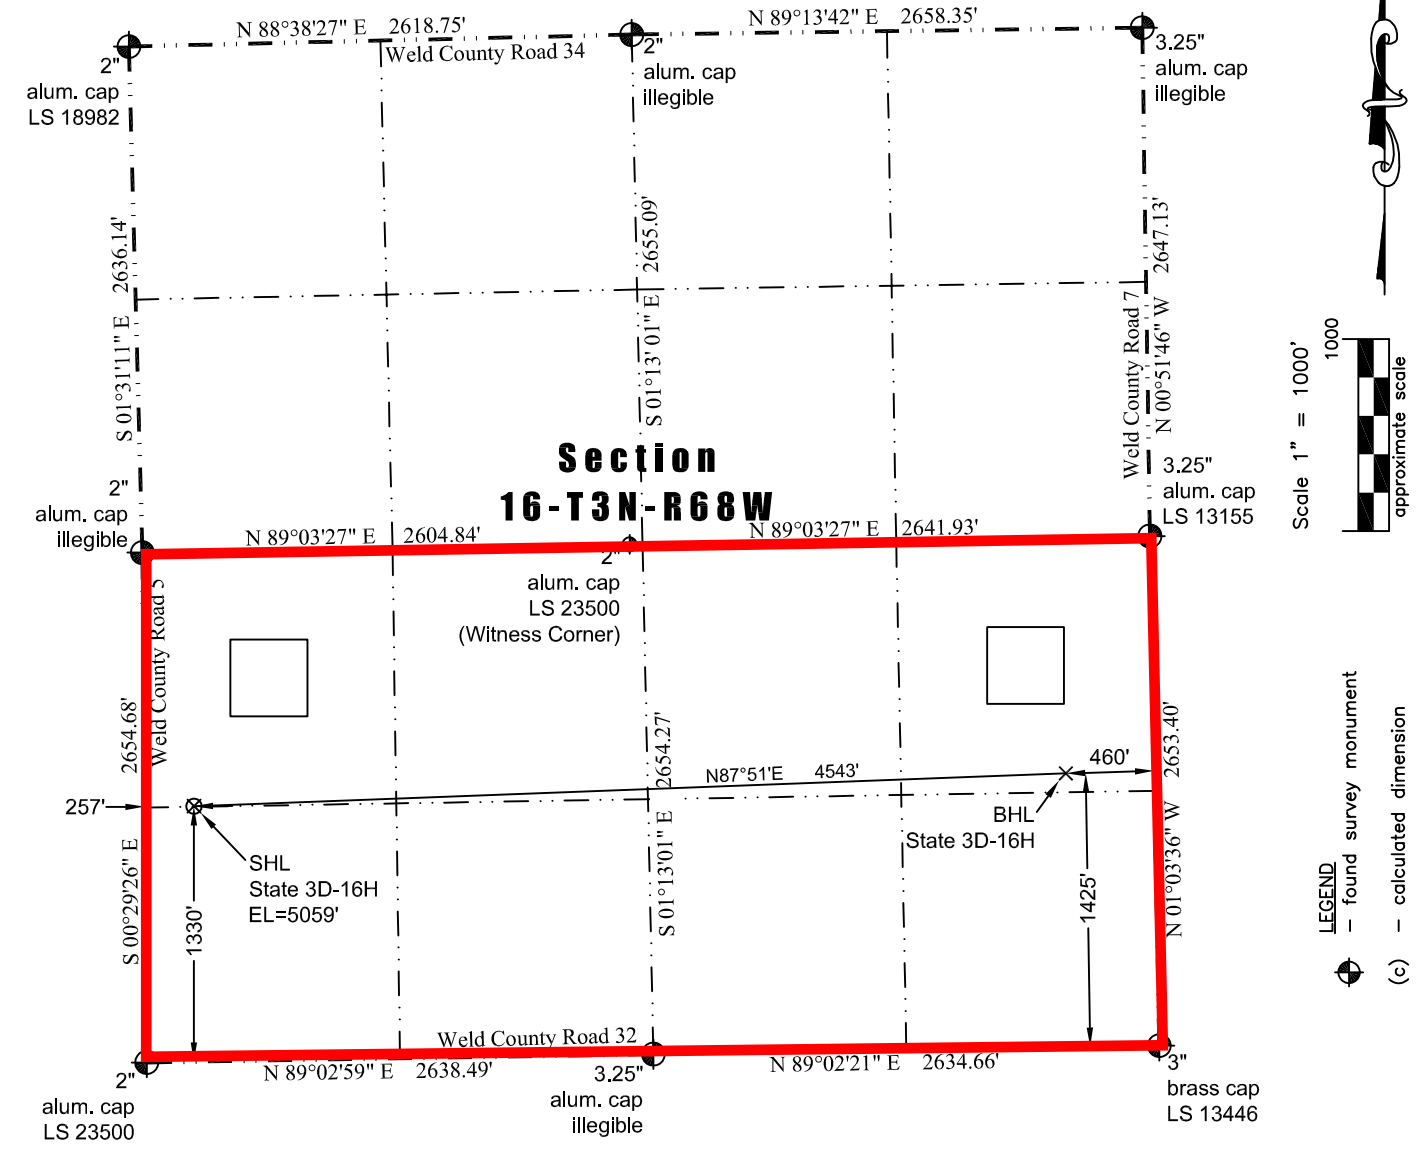 N 88°38'27" E 2618.75'
N 89°13'42" E 2658.35'
Weld County Road 34
2"
alum. cap
LS 18982
2"
alum. cap
illegible
3.25"
alum. cap
illegible
S 01°31'11" E 2636.14'
S 01°13' 01" E 2655.09'
Weld County Road 7
N 00°51'46" W 2647.13'
Section
16-T3N-R68W
2"
alum. cap
illegible
3.25"
alum. cap
LS 13155
N 89°03'27" E 2604.84'
N 89°03'27" E 2641.93'
2"
alum. cap
LS 23500
(Witness Corner)
Weld County Road 5
S 00°29'26" E 2654.68'
S 01°13'01" E 2654.27'
N 01°03'36" W 2653.40'
N87°51'E 4543'
460'
257'
BHL
State 3D-16H
SHL
State 3D-16H
EL=5059'
1330'
1425'
Weld County Road 32
N 89°02'59" E 2638.49'
N 89°02'21" E 2634.66'
2"
alum. cap
LS 23500
3.25"
alum. cap
illegible
3"
brass cap
LS 13446
Scale 1" = 1000'
1000
approximate scale
LEGEND
- found survey monument
(c) - calculated dimension